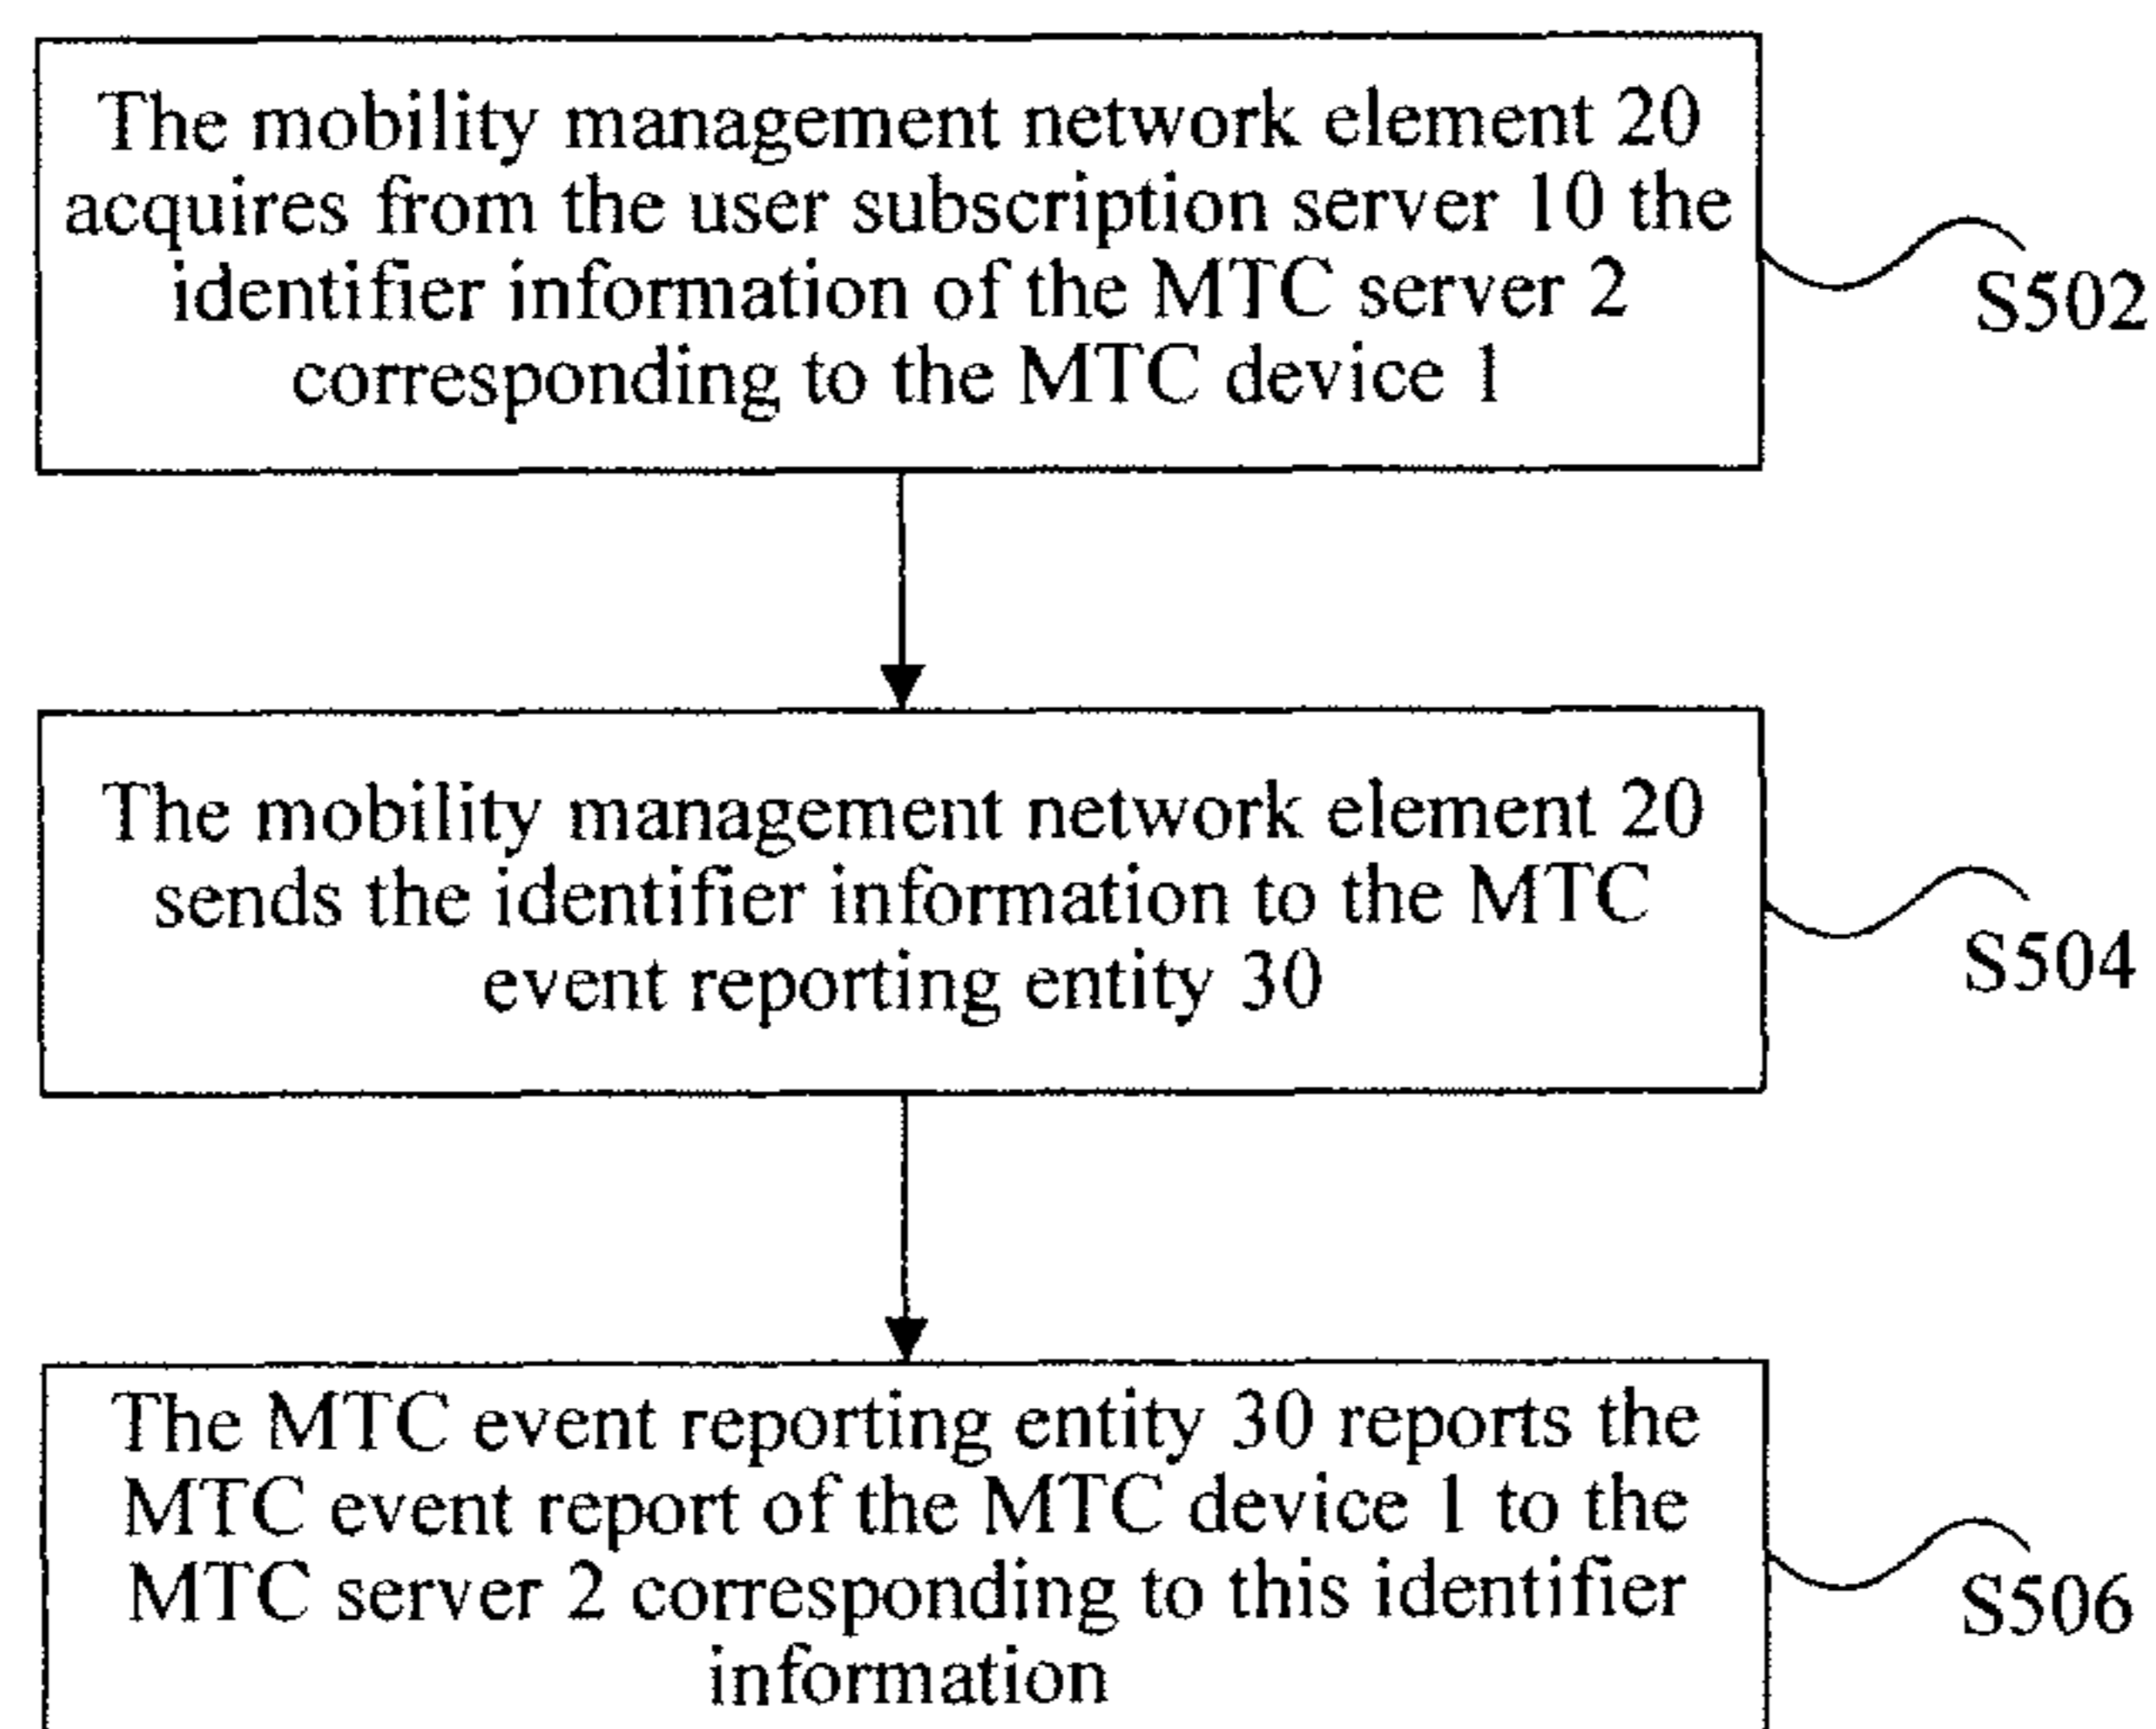 The mobility management network element 20
acquires from the user subscription server 10 the
identifier information of the MTC server 2
corresponding to the MTC device 1
S502
The mobility management network element 20
sends the identifier information to the MTC
event reporting entity 30
S504
The MTC event reporting entity 30 reports the
MTC event report of the MTC device 1 to the
MTC server 2 corresponding to this identifier
information
S506